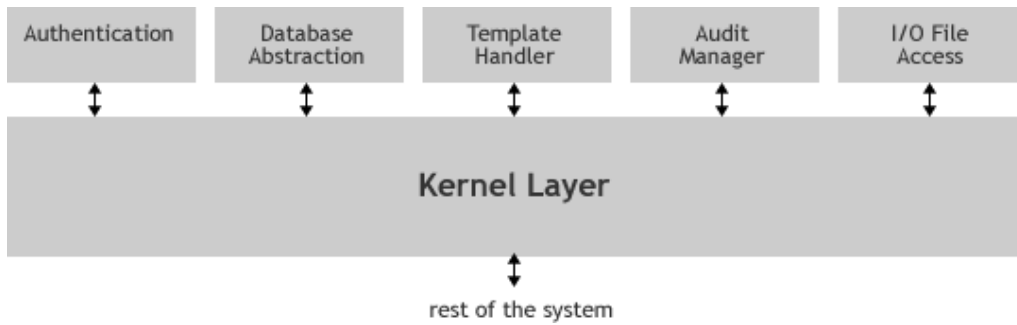 Authentication
Database
Abstraction
Template
Handler
Audit
Manager
I/O File
Access
Kernel Layer
rest of the system